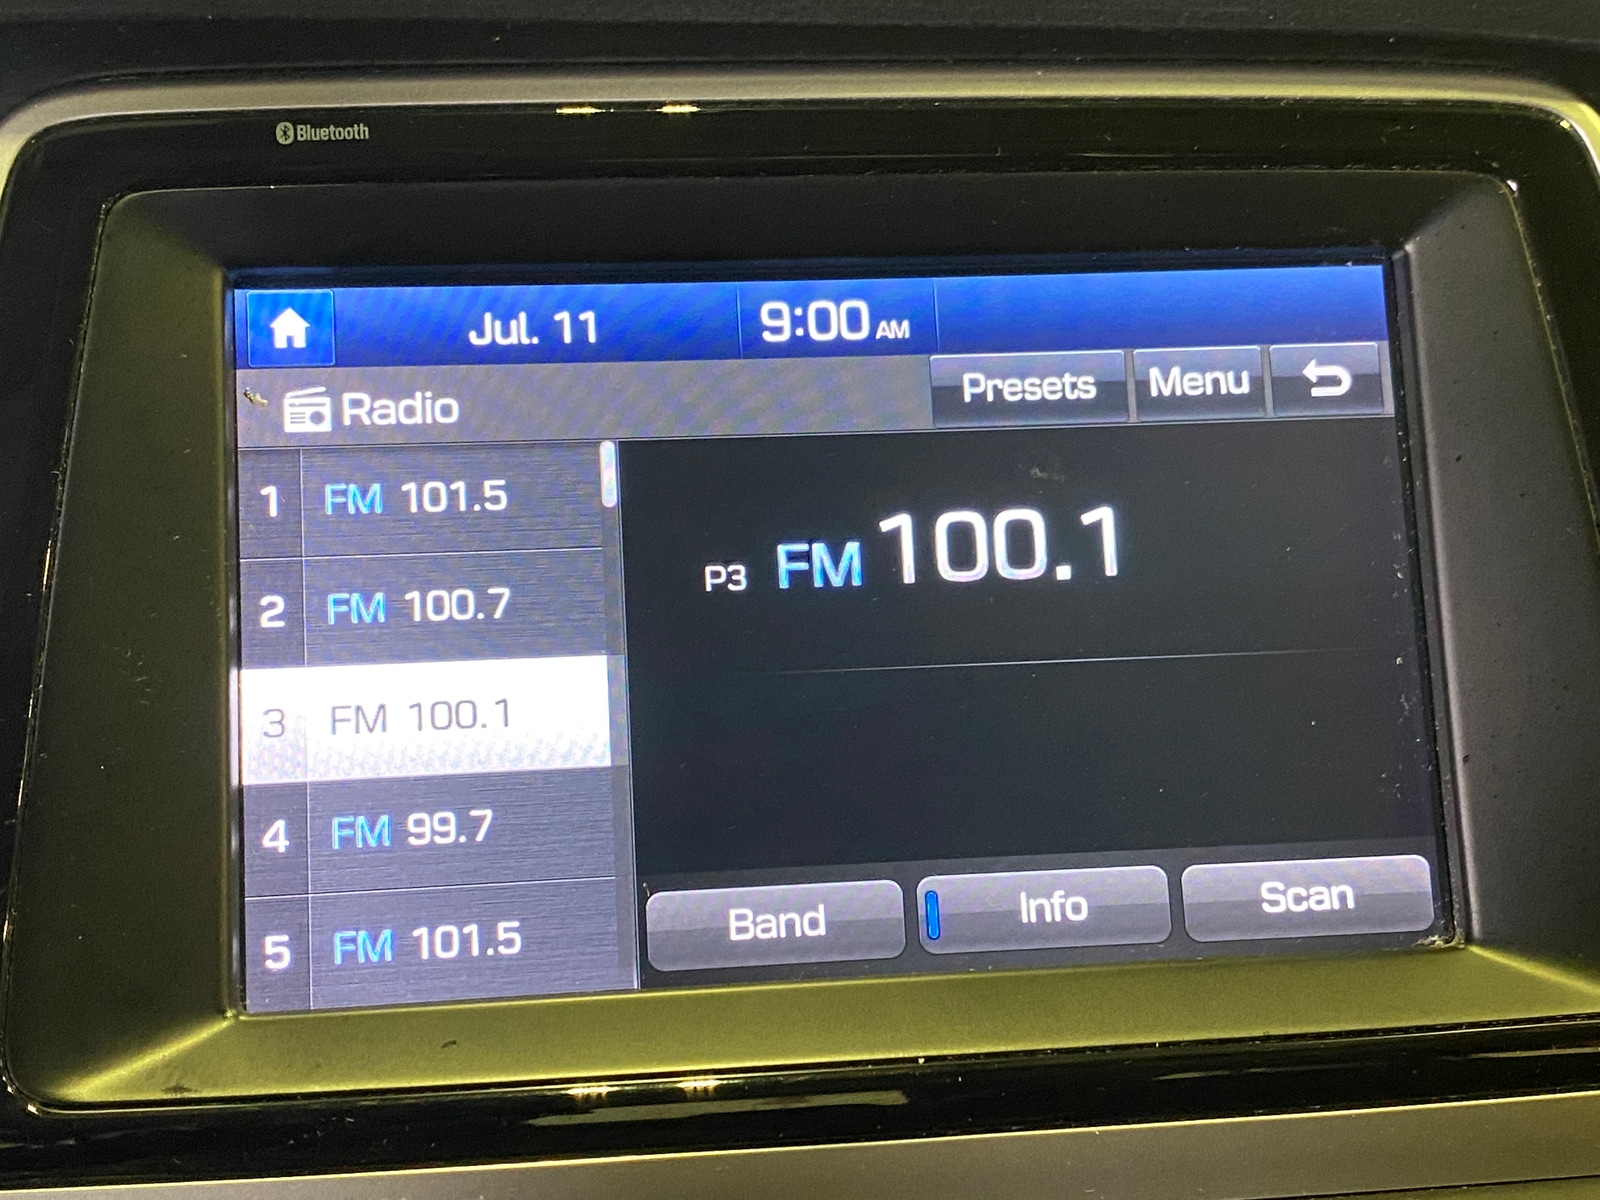 Bluetooth
Jul. 11 9:00 AM
Radio Presets Menu
1 FM 101.5
2 FM 100.7
3 FM 100.1
4 FM 99.7
5 FM 101.5
P3 FM 100.1
Band Info Scan